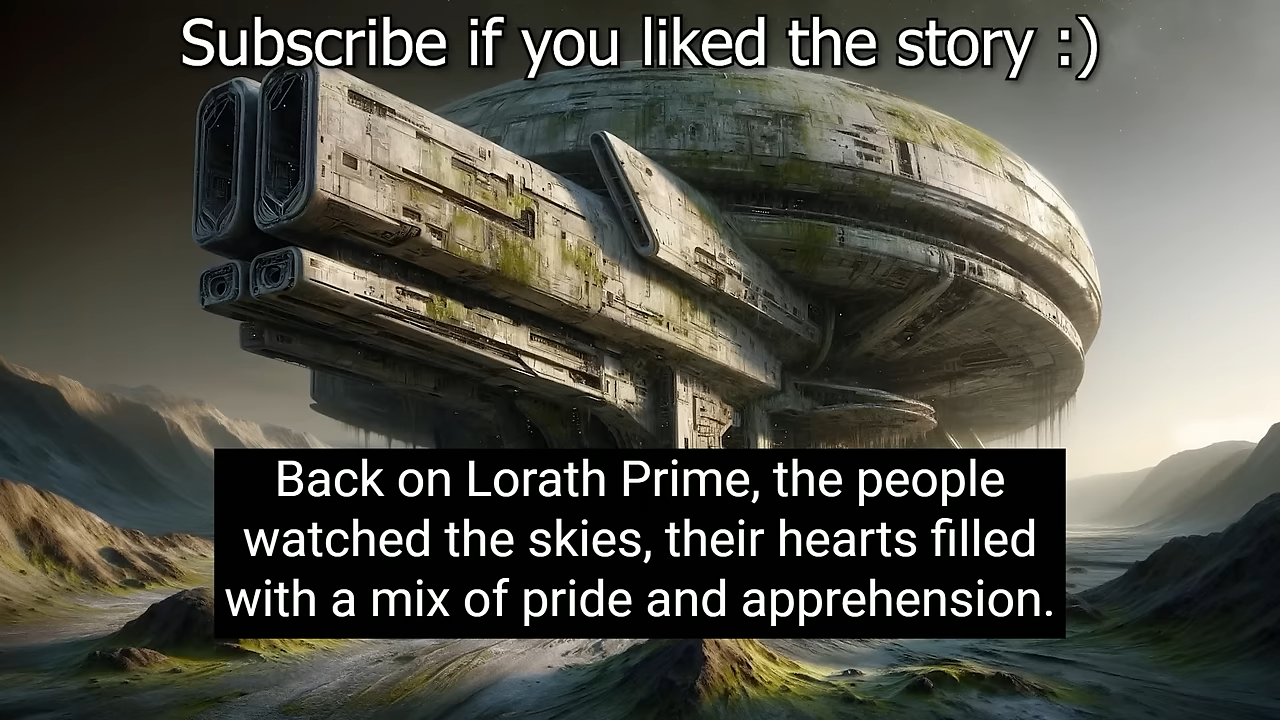 Subscribe if you liked the story :)
Back on Lorath Prime, the people
watched the skies, their hearts filled
with a mix of pride and apprehension.